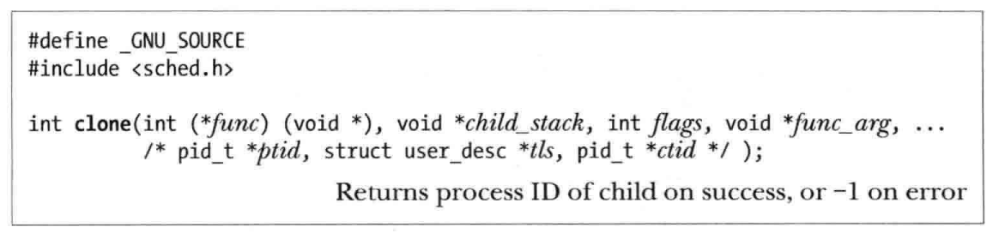 #define _GNU_SOURCE
#include <sched.h>
int clone(int (*func) (void *), void *child_stack, int flags, void *func_arg, ...
/* pid_t *ptid, struct user_desc *tls, pid_t *ctid */ );
Returns process ID of child on success, or −1 on error